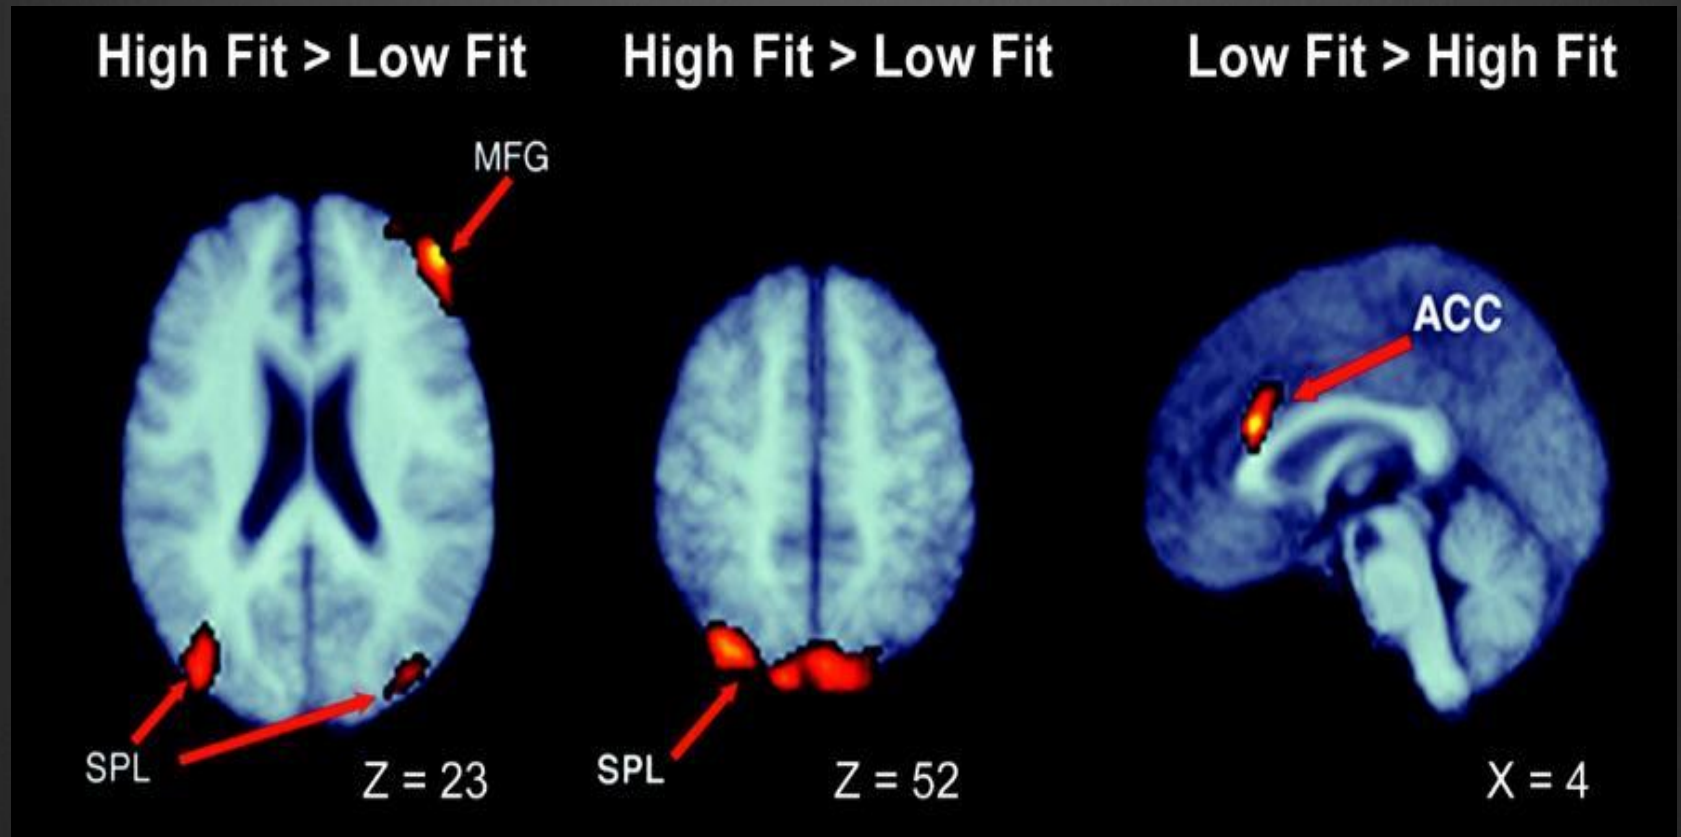 High Fit > Low Fit
High Fit > Low Fit
Low Fit > High Fit
MFG
ACC
SPL
Z = 23
SPL
Z = 52
X = 4